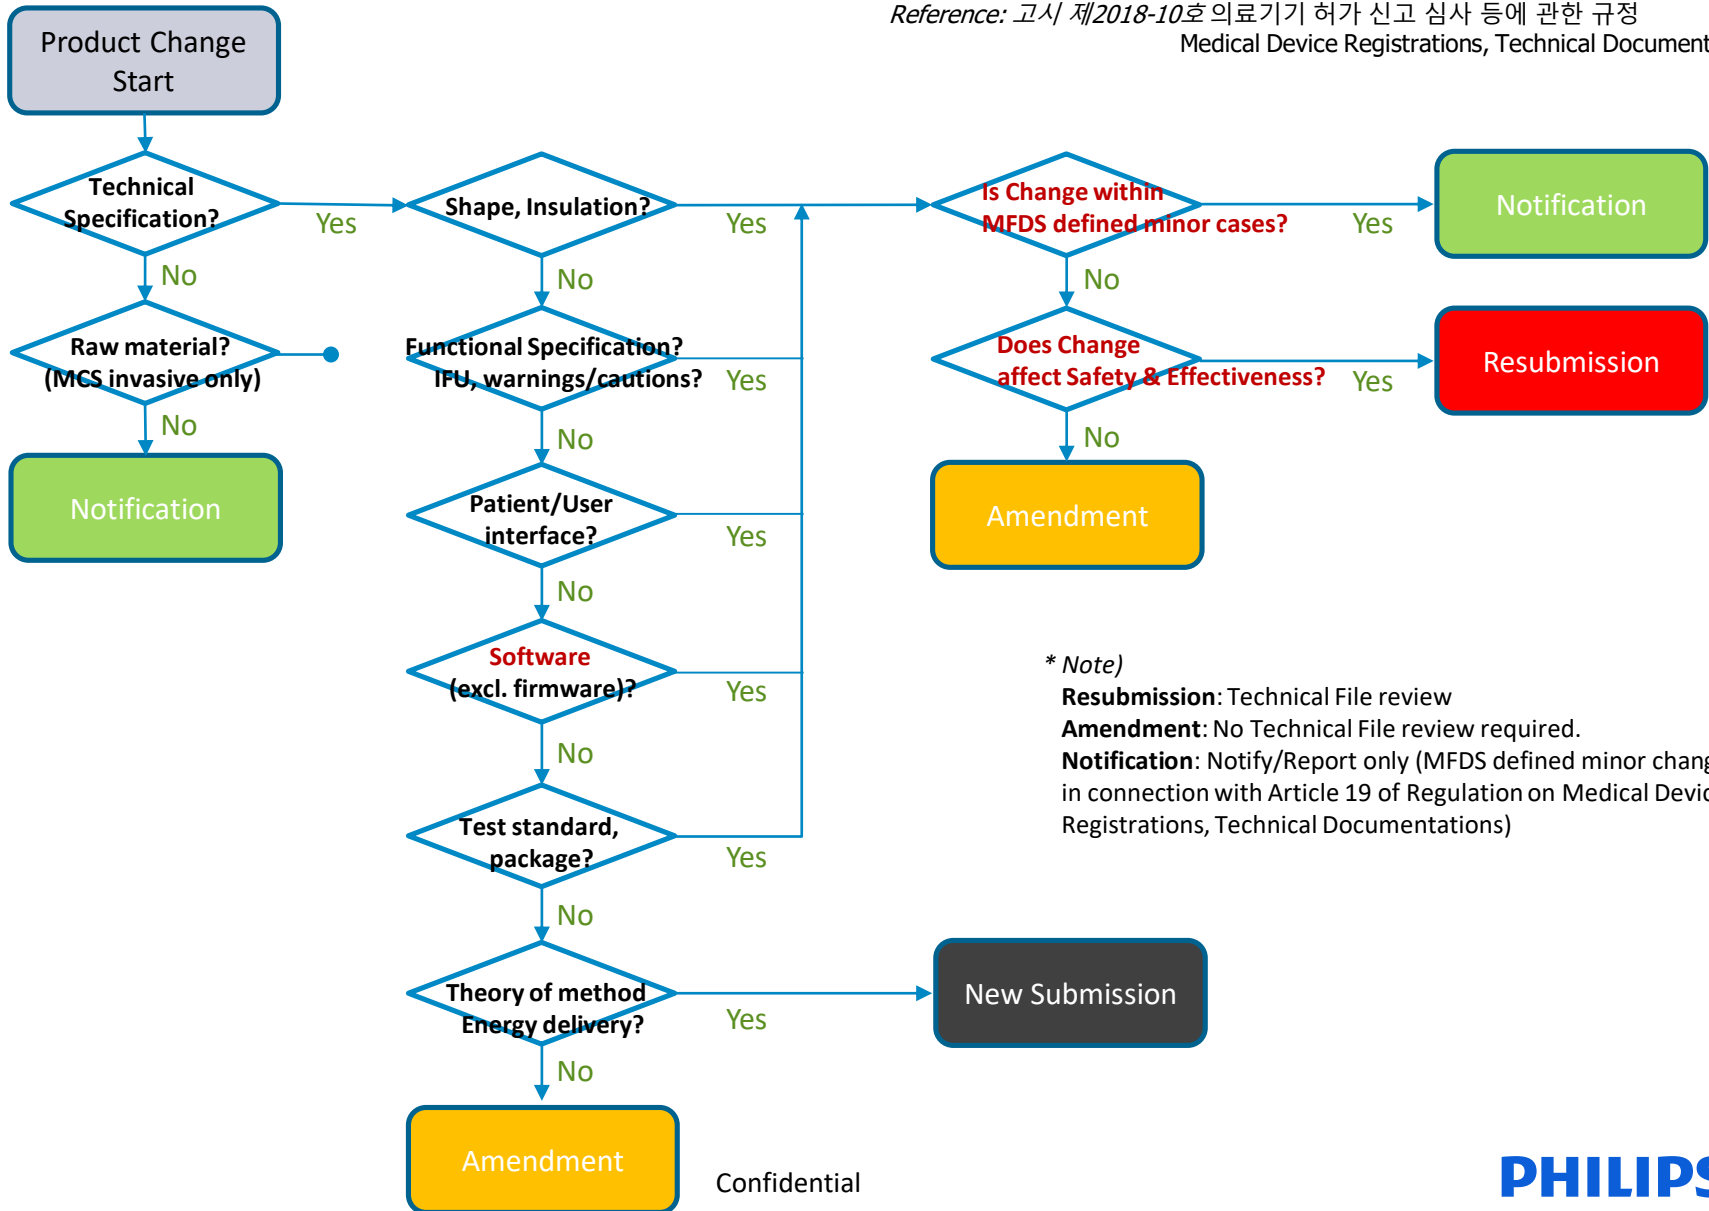 Reference: 고시 제2018-10호 의료기기 허가 신고 심사 등에 관한 규정
Medical Device Registrations, Technical Document
Product Change
Start
Technical
Specification?
Yes
No
Raw material?
(MCS invasive only)
No
Notification
Shape, Insulation?
Yes
No
Functional Specification?
IFU, warnings/cautions?
Yes
No
Patient/User
interface?
Yes
No
Software
(excl. firmware)?
Yes
No
Test standard,
package?
Yes
No
Theory of method
Energy delivery?
Yes
No
Amendment
New Submission
Is Change within
MFDS defined minor cases?
Yes
No
Notification
Does Change
affect Safety & Effectiveness?
Yes
No
Resubmission
Amendment
* Note)
Resubmission: Technical File review
Amendment: No Technical File review required.
Notification: Notify/Report only (MFDS defined minor chang
in connection with Article 19 of Regulation on Medical Devic
Registrations, Technical Documentations)
Confidential
PHILIPS